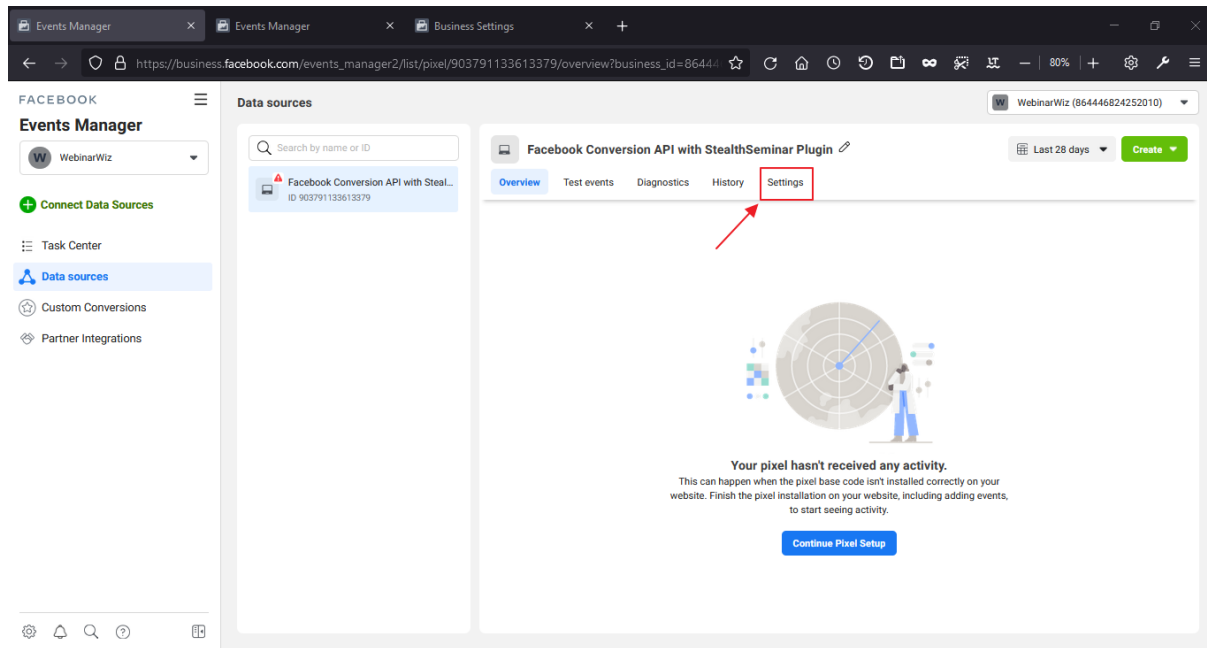 Events Manager
Events Manager
Business Settings
https://business.facebook.com/events_manager2/list/pixel/903791133613379/overview?business_id=86444
80%
FACEBOOK
Events Manager
W WebinarWiz
Connect Data Sources
Task Center
Data sources
Custom Conversions
Partner Integrations
Data sources
W WebinarWiz (864446824252010)
Search by name or ID
Facebook Conversion API with Steal...
ID 903791133613379
Facebook Conversion API with StealthSeminar Plugin
Last 28 days
Create
Overview Test events Diagnostics History Settings
Your pixel hasn't received any activity.
This can happen when the pixel base code isn't installed correctly on your
website. Finish the pixel installation on your website, including adding events,
to start seeing activity.
Continue Pixel Setup